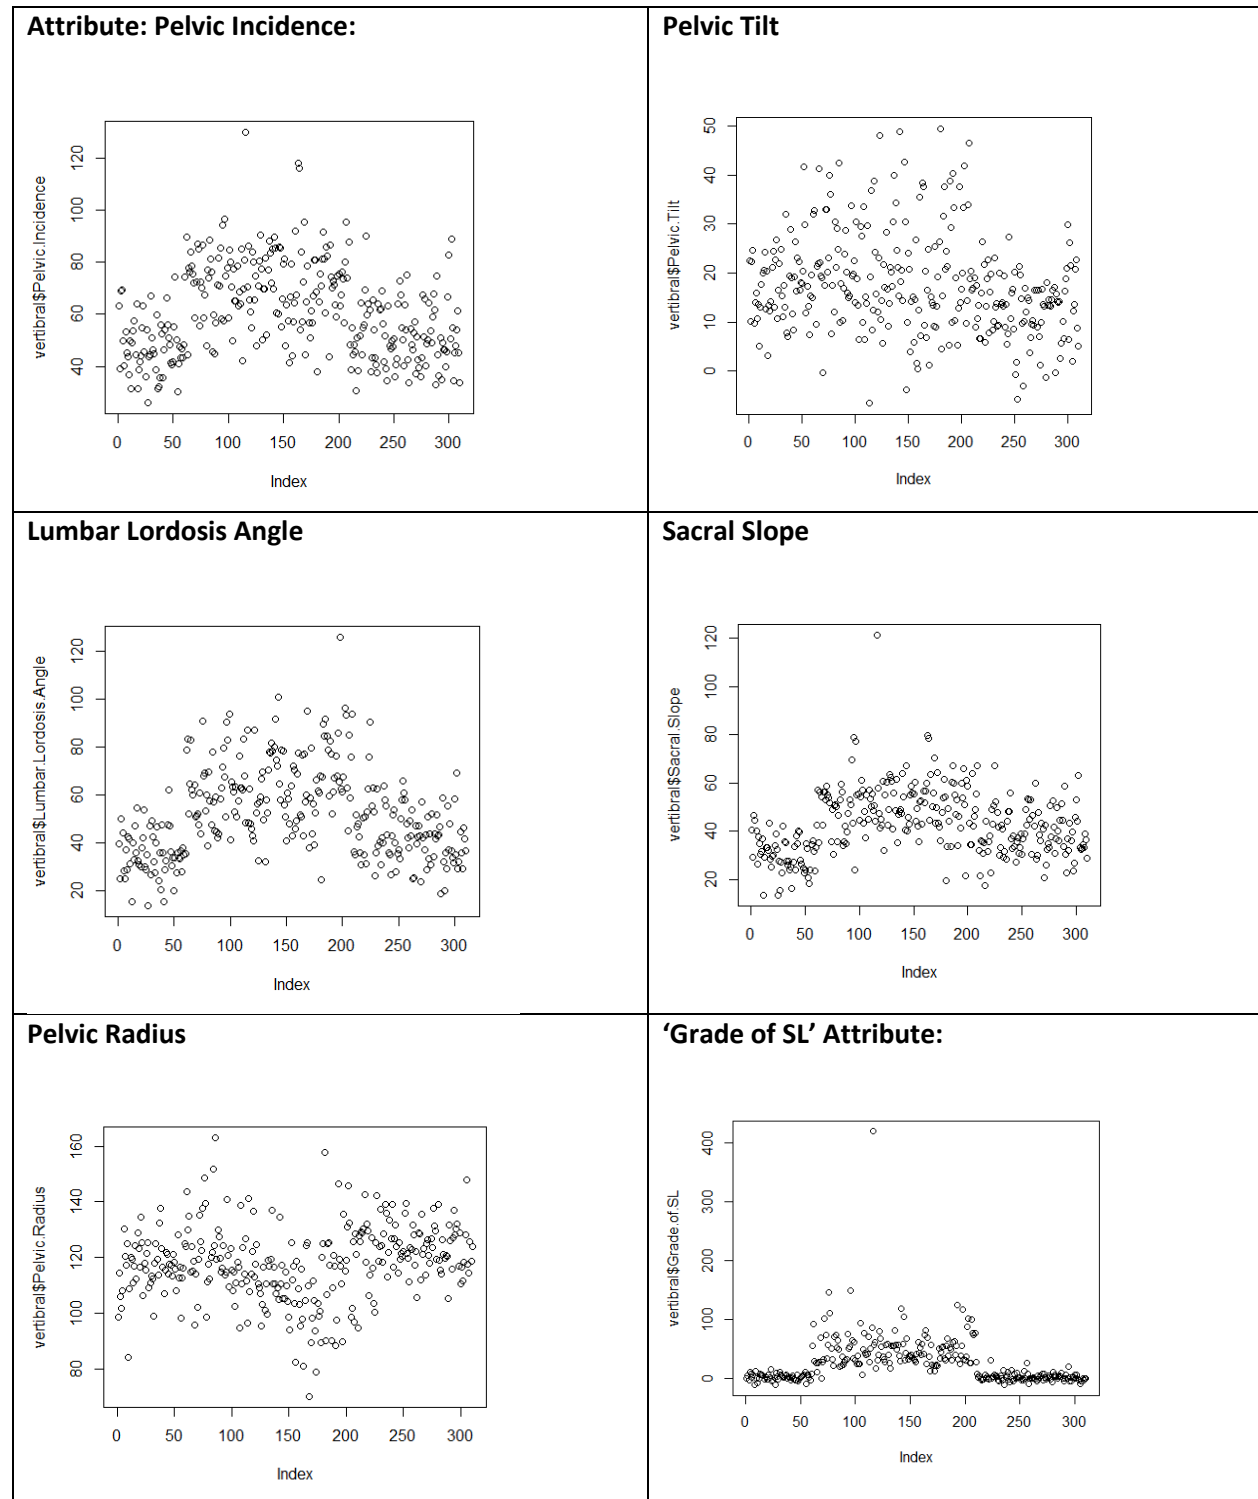 Attribute: Pelvic Incidence:
vertibral$Pelvic.Incidence
120
100
80
60
40
0 50 100 150 200 250 300
Index
Pelvic Tilt
vertibral$Pelvic.Tilt
50
40
30
20
10
0
0 50 100 150 200 250 300
Index
Lumbar Lordosis Angle
vertibral$Lumbar.Lordosis.Angle
120
100
80
60
40
20
0 50 100 150 200 250 300
Index
Sacral Slope
vertibral$Sacral.Slope
120
100
80
60
40
20
0 50 100 150 200 250 300
Index
Pelvic Radius
vertibral$Pelvic.Radius
160
140
120
100
80
0 50 100 150 200 250 300
Index
‘Grade of SL’ Attribute:
vertibral$Grade.of.SL
400
300
200
100
0
0 50 100 150 200 250 300
Index